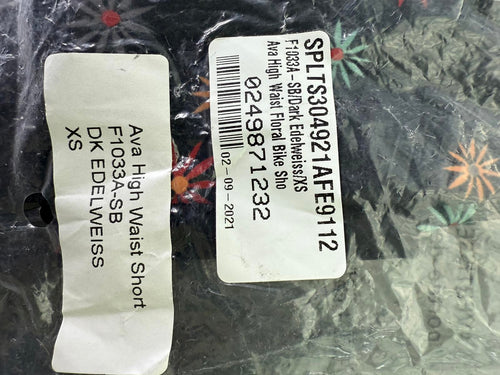 Ava High Waist Short
F1033A-SB
DK EDELWEISS
XS
SPLTS304921AFE9112
F1033A-SB/Dark Edelweiss/XS
Ava High Waist Floral Bike Sho
0249871232
02-09-2021